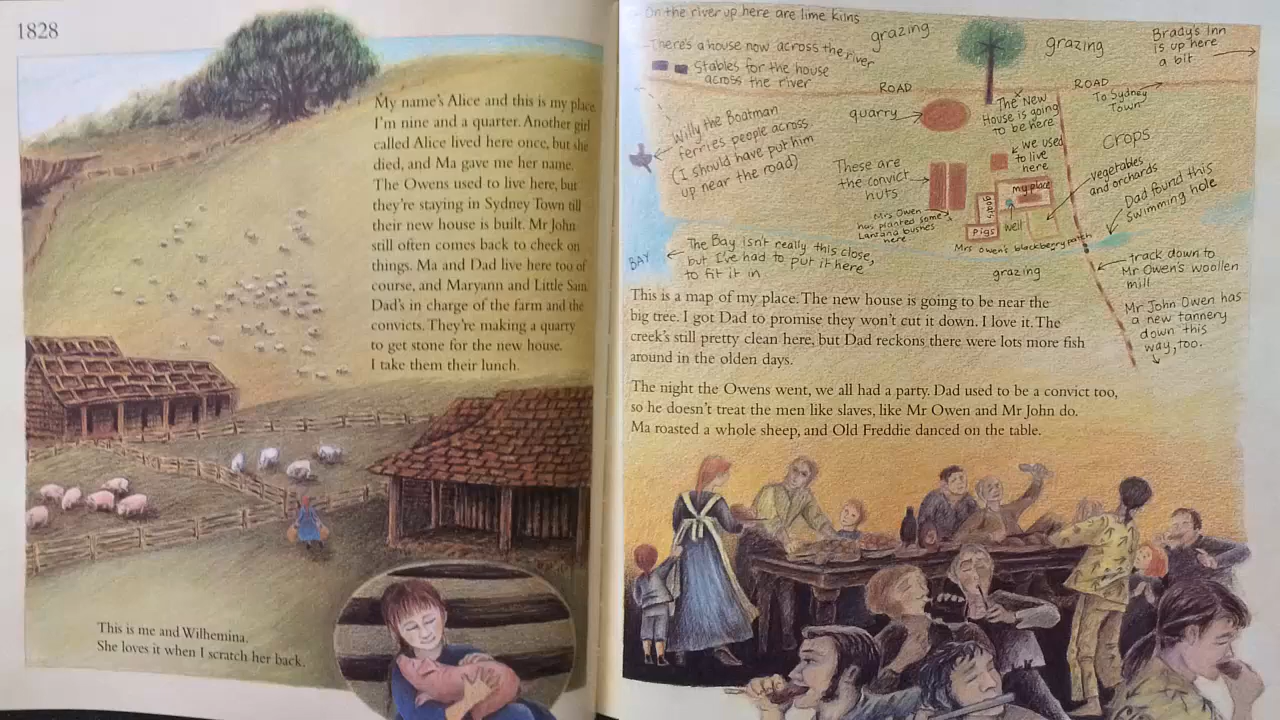 1828
My name's Alice and this is my place.
I'm nine and a quarter. Another girl
called Alice lived here once, but she
died, and Ma gave me her name.
The Owens used to live here, but
they're staying in Sydney Town till
their new house is built. Mr John
still often comes back to check on
things. Ma and Dad live here too of
course, and Maryann and Little Sam.
Dad's in charge of the farm and the
convicts. They're making a quarry
to get stone for the new house.
I take them their lunch.
This is me and Wilhemina.
She loves it when I scratch her back.
On the river up here are lime kilns
There's a house now across the river
Stables for the house
across the river
grazing
grazing
Brady's Inn
is up here
a bit
ROAD
ROAD
To Sydney
Town
Willy the Boatman
ferries people across
(I should have put him
up near the road)
quarry
The New
House is going
to be here
Crops
we used
to live
here
These are
the convict
huts
vegetables
and orchards
my place
goats
well
Pigs
Mrs Owen
has planted some
Lantana bushes
here
Mrs Owen's blackberry patch
Dad found this
swimming hole
BAY
The Bay isn't really this close,
but I've had to put it here
to fit it in
grazing
track down to
Mr Owen's woollen
mill
Mr John Owen has
a new tannery
down this
way, too.
This is a map of my place. The new house is going to be near the
big tree. I got Dad to promise they won't cut it down. I love it. The
creek's still pretty clean here, but Dad reckons there were lots more fish
around in the olden days.
The night the Owens went, we all had a party. Dad used to be a convict too,
so he doesn't treat the men like slaves, like Mr Owen and Mr John do.
Ma roasted a whole sheep, and Old Freddie danced on the table.